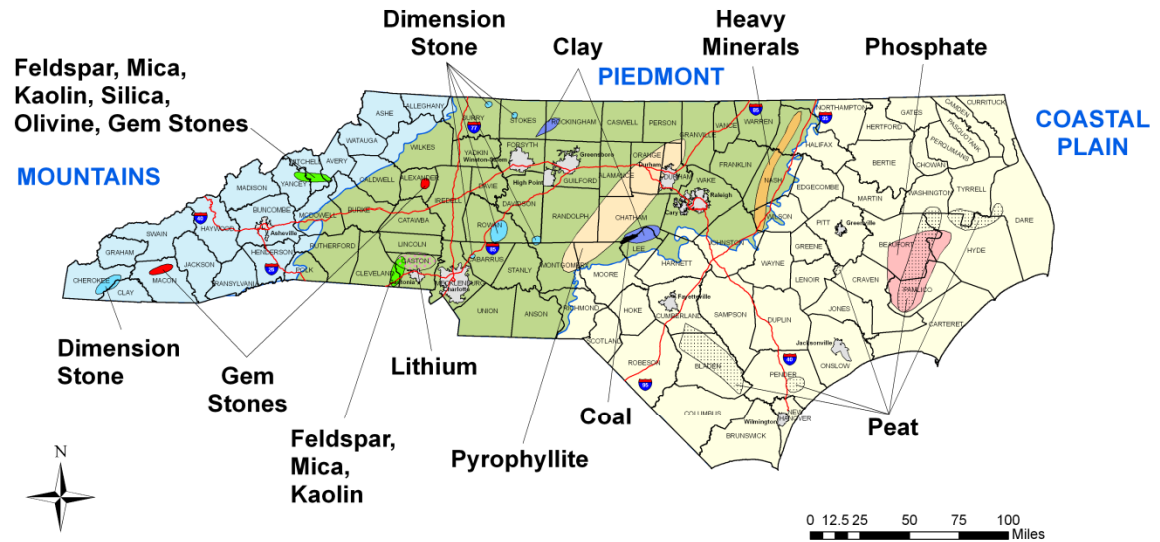 Dimension
Stone
Clay
Heavy
Minerals
Phosphate
Feldspar, Mica,
Kaolin, Silica,
Olivine, Gem Stones
PIEDMONT
COASTAL
PLAIN
MOUNTAINS
ASHE
ALLEGHANY
SURRY
STOKES
ROCKINGHAM
CASWELL
PERSON
GRANVILLE
VANCE
WARREN
NORTHAMPTON
GATES
CAMDEN
CURRITUCK
PASQUOTANK
PERQUIMANS
HERTFORD
HALIFAX
WATAUGA
WILKES
YADKIN
FORSYTH
Winston-Salem
Greensboro
GUILFORD
ALAMANCE
ORANGE
Durham
DURHAM
FRANKLIN
NASH
BERTIE
CHOWAN
MITCHELL
AVERY
CALDWELL
ALEXANDER
IREDELL
DAVIE
High Point
DAVIDSON
RANDOLPH
CHATHAM
WAKE
Raleigh
Cary
EDGECOMBE
MARTIN
WASHINGTON
TYRRELL
DARE
MADISON
YANCEY
BURKE
MCDOWELL
CATAWBA
ROWAN
WILSON
PITT
Greenville
BEAUFORT
HYDE
BUNCOMBE
Asheville
HAYWOOD
40
SWAIN
GRAHAM
JACKSON
HENDERSON
RUTHERFORD
LINCOLN
CABARRUS
STANLY
MONTGOMERY
MOORE
LEE
HARNETT
JOHNSTON
WAYNE
GREENE
LENOIR
CRAVEN
PAMLICO
CHEROKEE
CLAY
MACON
TRANSYLVANIA
POLK
CLEVELAND
GASTON
MECKLENBURG
Charlotte
UNION
ANSON
RICHMOND
HOKE
Fayetteville
CUMBERLAND
SAMPSON
DUPLIN
JONES
Jacksonville
ONSLOW
CARTERET
SCOTLAND
ROBESON
95
BLADEN
PENDER
40
COLUMBUS
Wilmington
NEW
HANOVER
BRUNSWICK
77
Dimension
Stone
Gem
Stones
Lithium
Feldspar,
Mica,
Kaolin
Pyrophyllite
Coal
Peat
N
0 12.5 25 50 75 100
Miles